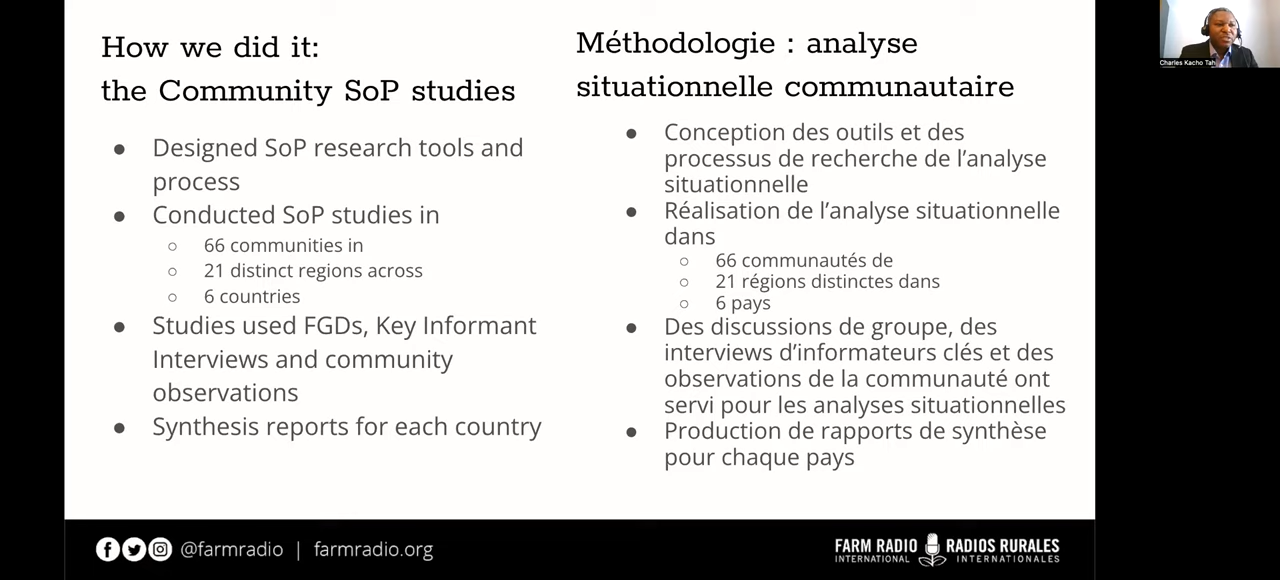 How we did it:
the Community SoP studies
● Designed SoP research tools and
process
● Conducted SoP studies in
○ 66 communities in
○ 21 distinct regions across
○ 6 countries
● Studies used FGDs, Key Informant
Interviews and community
observations
● Synthesis reports for each country
Méthodologie : analyse
situationnelle communautaire
● Conception des outils et des
processus de recherche de l’analyse
situationnelle
● Réalisation de l’analyse situationnelle
dans
○ 66 communautés de
○ 21 régions distinctes dans
○ 6 pays
● Des discussions de groupe, des
interviews d’informateurs clés et des
observations de la communauté ont
servi pour les analyses situationnelles
● Production de rapports de synthèse
pour chaque pays
@farmradio | farmradio.org
FARM RADIO
INTERNATIONAL
RADIOS RURALES
INTERNATIONALES
Charles Kacho Tah